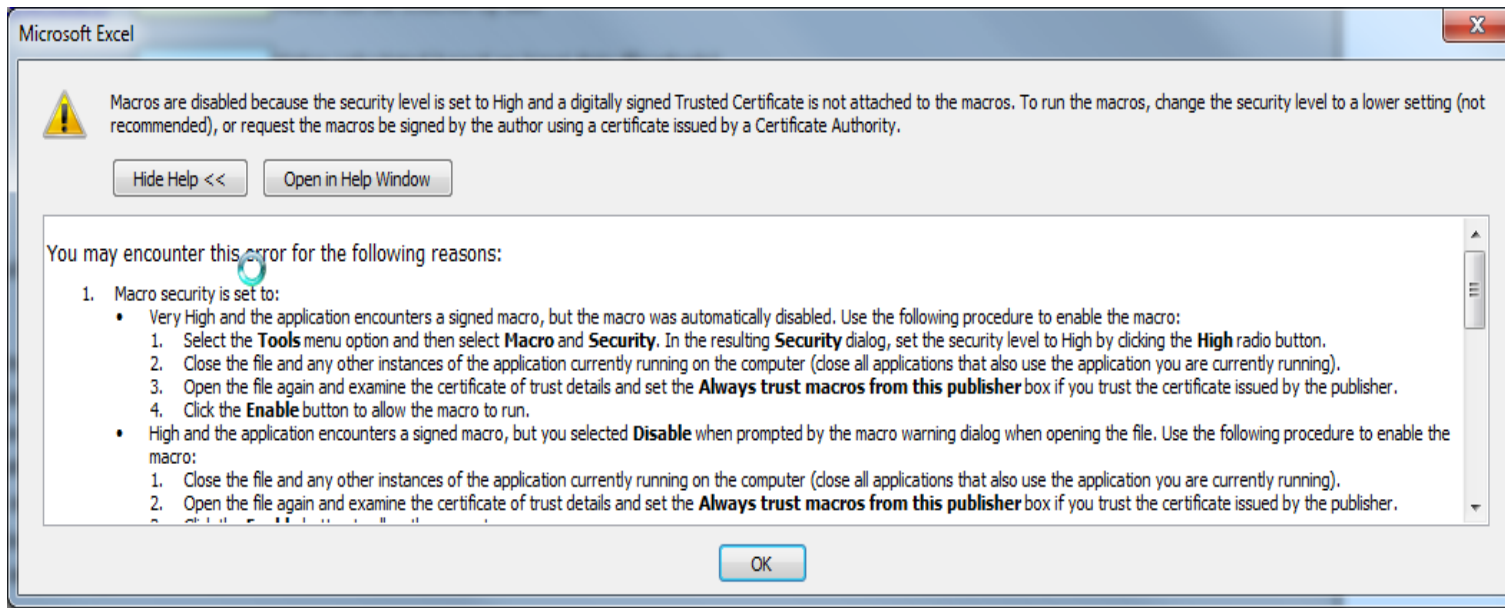 Microsoft Excel
Macros are disabled because the security level is set to High and a digitally signed Trusted Certificate is not attached to the macros. To run the macros, change the security level to a lower setting (not
recommended), or request the macros be signed by the author using a certificate issued by a Certificate Authority.
Hide Help <<
Open in Help Window
You may encounter this error for the following reasons:
1. Macro security is set to:
• Very High and the application encounters a signed macro, but the macro was automatically disabled. Use the following procedure to enable the macro:
1. Select the Tools menu option and then select Macro and Security. In the resulting Security dialog, set the security level to High by clicking the High radio button.
2. Close the file and any other instances of the application currently running on the computer (close all applications that also use the application you are currently running).
3. Open the file again and examine the certificate of trust details and set the Always trust macros from this publisher box if you trust the certificate issued by the publisher.
4. Click the Enable button to allow the macro to run.
• High and the application encounters a signed macro, but you selected Disable when prompted by the macro warning dialog when opening the file. Use the following procedure to enable the
macro:
1. Close the file and any other instances of the application currently running on the computer (close all applications that also use the application you are currently running).
2. Open the file again and examine the certificate of trust details and set the Always trust macros from this publisher box if you trust the certificate issued by the publisher.
OK